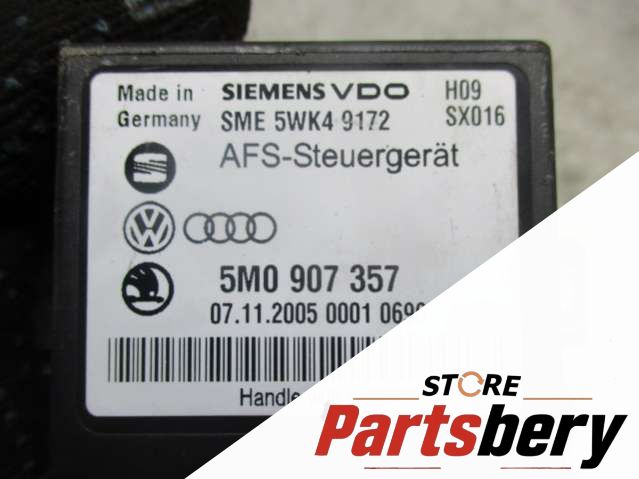 Made in SIEMENS VDO H09
Germany SME 5WK4 9172 SX016
AFS-Steuergerät
5M0 907 357
07.11.2005 0001
STORE
Partsbery